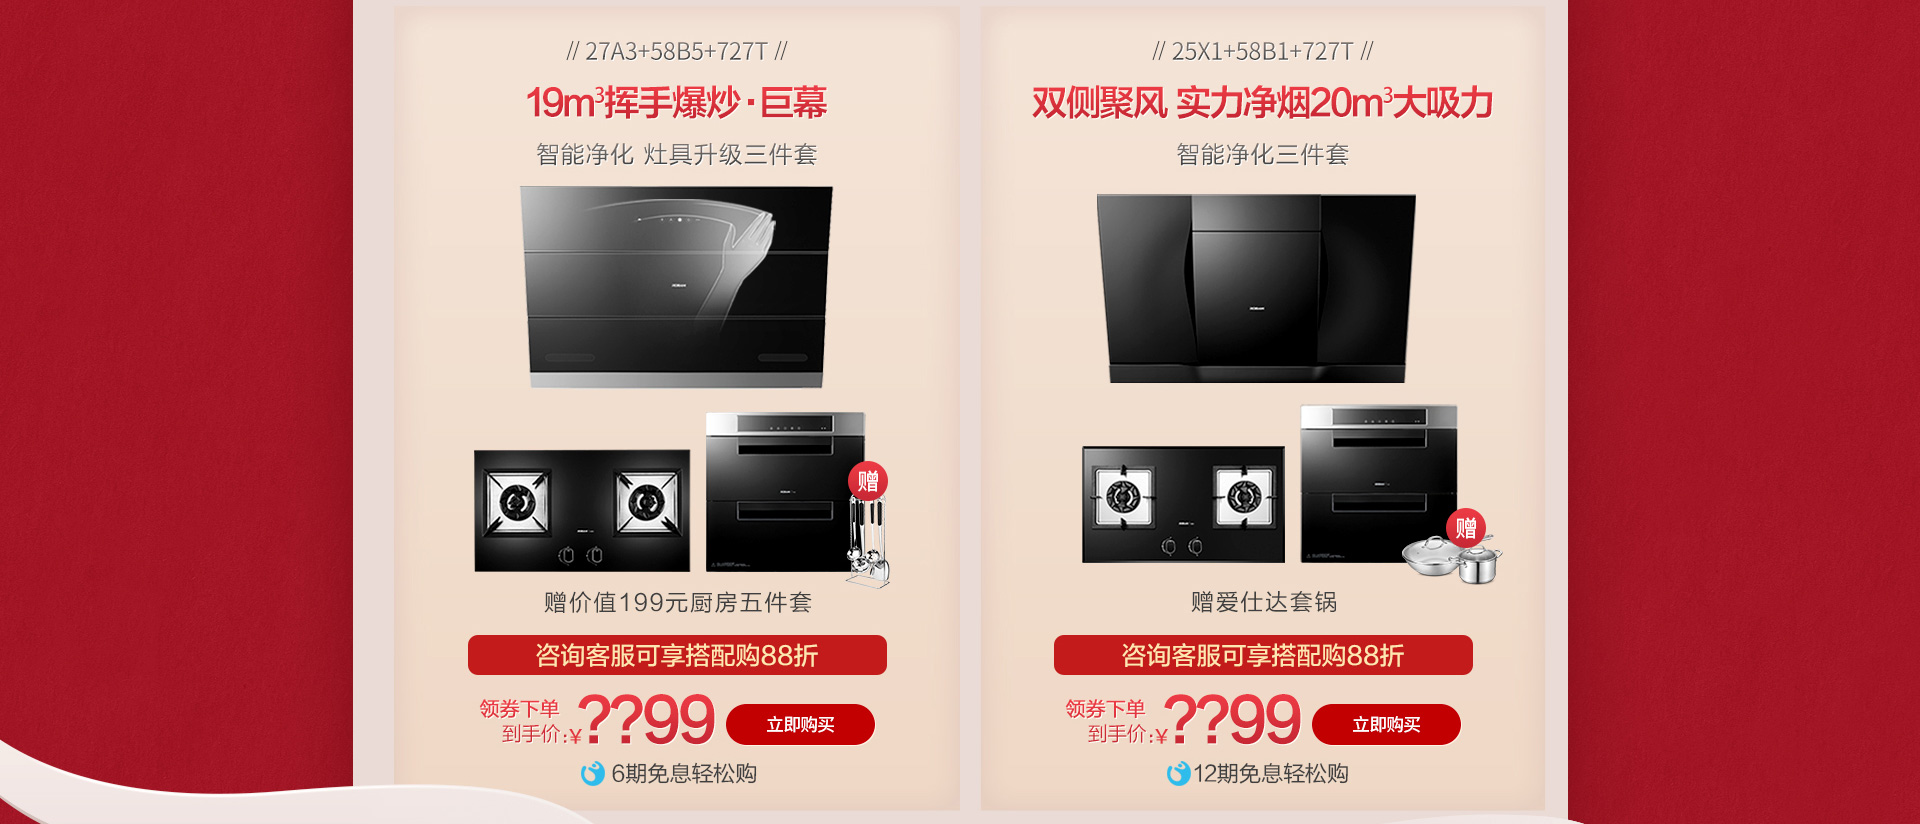 // 27A3+58B5+727T //
19m³挥手爆炒·巨幕
智能净化 灶具升级三件套
ROBAM
赠
赠价值199元厨房五件套
咨询客服可享搭配购88折
领券下单
到手价:¥??99
立即购买
6期免息轻松购
// 25X1+58B1+727T //
双侧聚风 实力净烟20m³大吸力
智能净化三件套
ROBAM
赠
赠爱仕达套锅
咨询客服可享搭配购88折
领券下单
到手价:¥??99
立即购买
12期免息轻松购